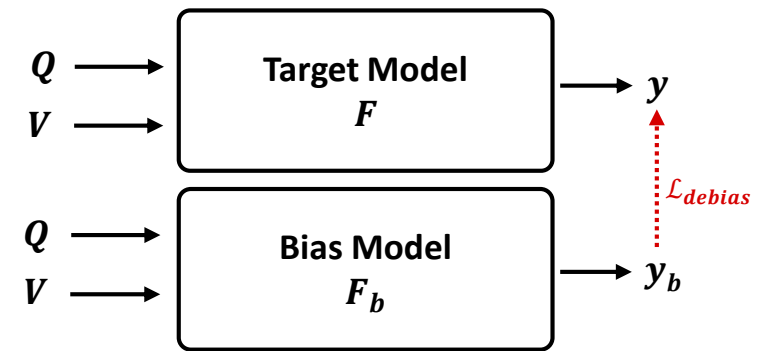 Q
V
Target Model
F
y
ℒ_debias
Q
V
Bias Model
F_b
y_b